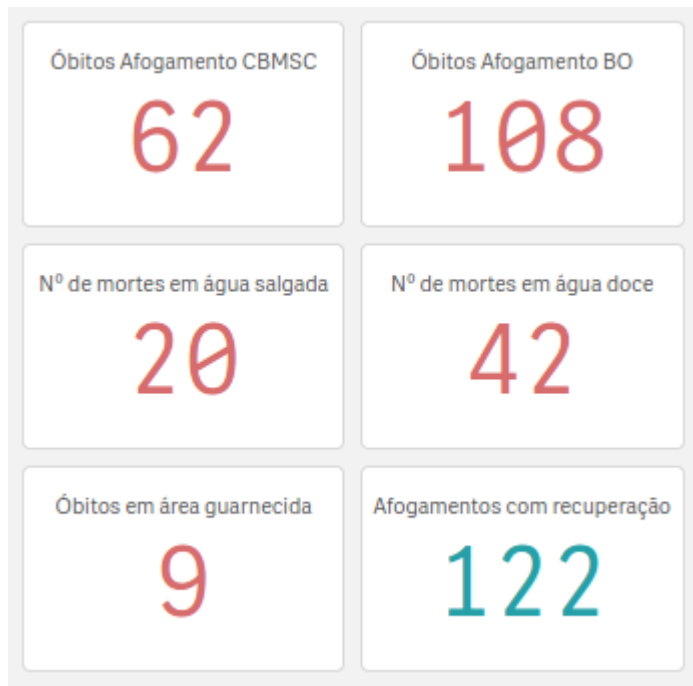 Óbitos Afogamento CBMSC
62
Óbitos Afogamento BO
108
Nº de mortes em água salgada
20
Nº de mortes em água doce
42
Óbitos em área guarnecida
9
Afogamentos com recuperação
122